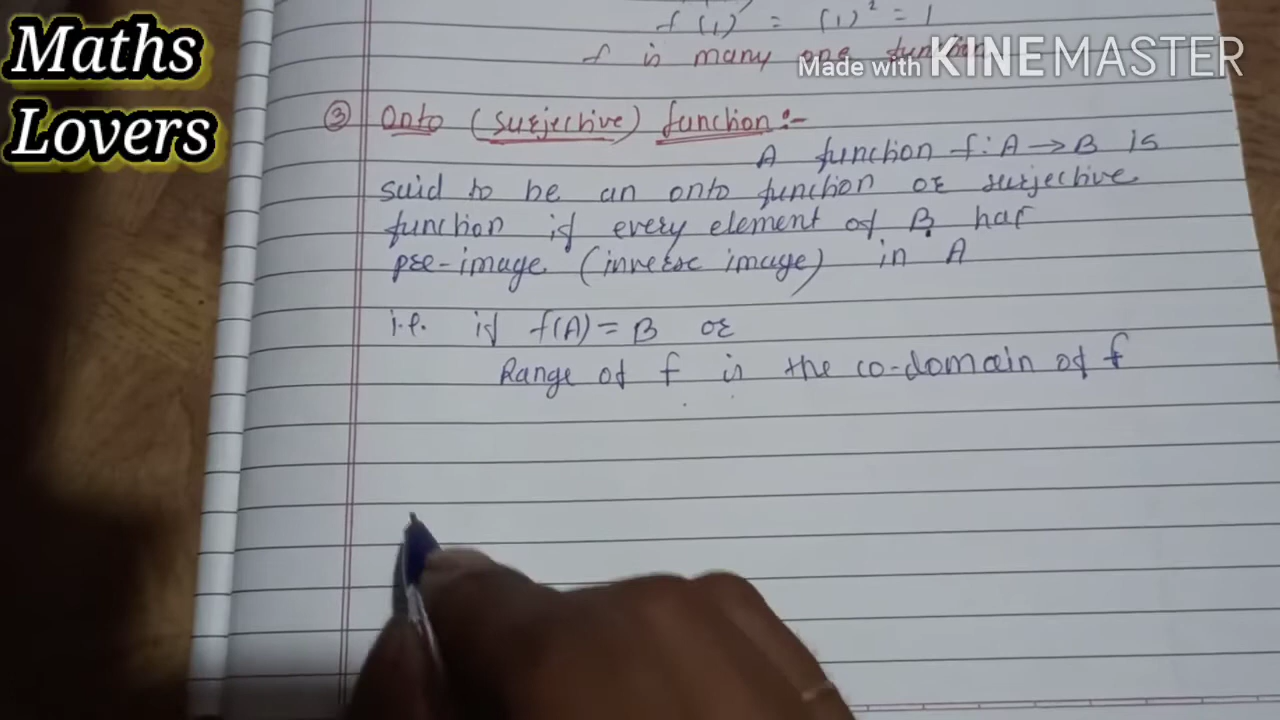 Maths
Lovers
f(1) = (1)² = 1
f is many one function
Made with KINEMASTER
③ Onto (surjective) function :-
A function f: A → B is
said to be an onto function or surjective
function if every element of B has
pre-image (inverse image) in A
i.e. if f(A) = B or
Range of f is the co-domain of f